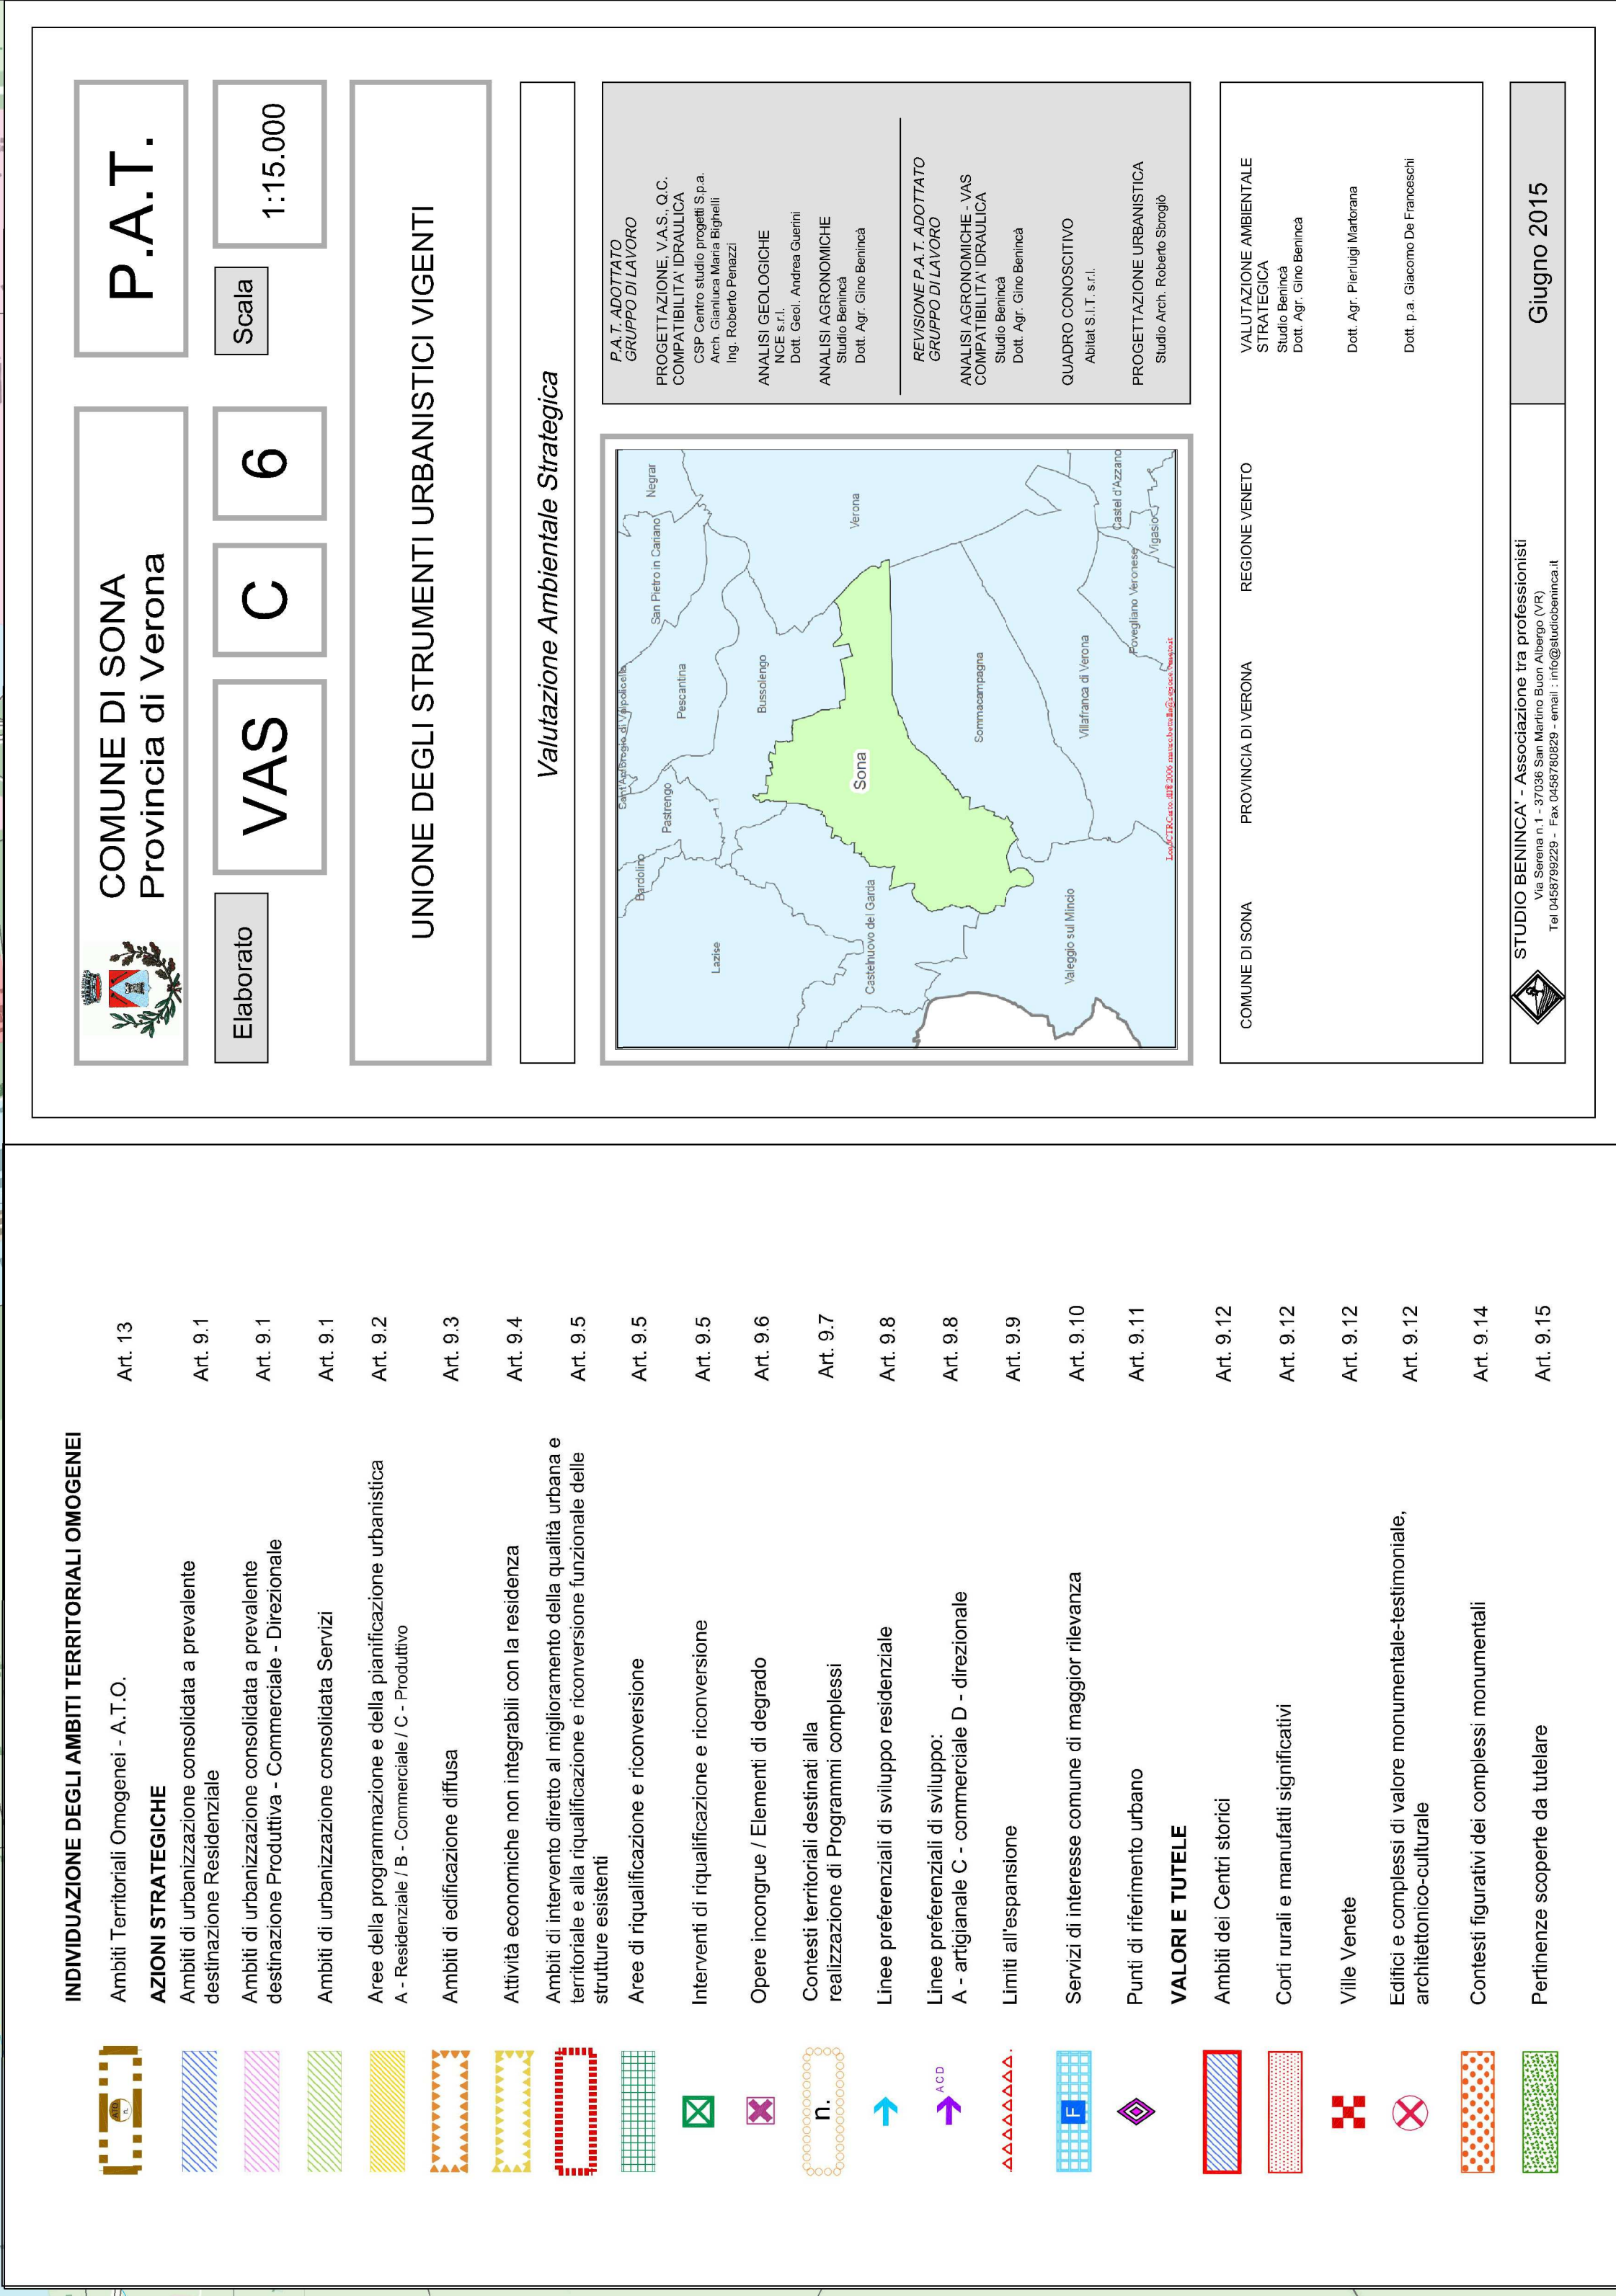 COMUNE DI SONA
Provincia di Verona
P.A.T.
Elaborato
VAS
C
6
Scala
1:15.000
UNIONE DEGLI STRUMENTI URBANISTICI VIGENTI
Valutazione Ambientale Strategica
Bardolino
Pastrengo
San Pietro in Cariano
Negrar
Lazise
Pescantina
Bussolengo
Verona
Castelnuovo del Garda
Sona
Sommacampagna
Valeggio sul Mincio
Villafranca di Verona
Povegliano Veronese
Castel d'Azzano
Vigasio
P.A.T. ADOTTATO
GRUPPO DI LAVORO
PROGETTAZIONE, V.A.S., Q.C.
COMPATIBILITA' IDRAULICA
CSP Centro studio progetti S.p.a.
Arch. Gianluca Maria Bighelli
Ing. Roberto Penazzi
ANALISI GEOLOGICHE
NCE s.r.l.
Dott. Geol. Andrea Guerini
ANALISI AGRONOMICHE
Studio Benincà
Dott. Agr. Gino Benincà
REVISIONE P.A.T. ADOTTATO
GRUPPO DI LAVORO
ANALISI AGRONOMICHE - VAS
COMPATIBILITA' IDRAULICA
Studio Benincà
Dott. Agr. Gino Benincà
QUADRO CONOSCITIVO
Abitat S.I.T. s.r.l.
PROGETTAZIONE URBANISTICA
Studio Arch. Roberto Sbrogiò
COMUNE DI SONA
PROVINCIA DI VERONA
REGIONE VENETO
VALUTAZIONE AMBIENTALE
STRATEGICA
Studio Benincà
Dott. Agr. Gino Benincà
Dott. Agr. Pierluigi Martorana
Dott. p.a. Giacomo De Franceschi
STUDIO BENINCA' - Associazione tra professionisti
Via Serena n.1 - 37036 San Martino Buon Albergo (VR)
Tel 0458799229 - Fax 0458780829 - email : info@studiobeninca.it
Giugno 2015
INDIVIDUAZIONE DEGLI AMBITI TERRITORIALI OMOGENEI
Ambiti Territoriali Omogenei - A.T.O. Art. 13
AZIONI STRATEGICHE
Ambiti di urbanizzazione consolidata a prevalente Art. 9.1
destinazione Residenziale
Ambiti di urbanizzazione consolidata a prevalente Art. 9.1
destinazione Produttiva - Commerciale - Direzionale
Ambiti di urbanizzazione consolidata Servizi Art. 9.1
Aree della programmazione e della pianificazione urbanistica Art. 9.2
A - Residenziale / B - Commerciale / C - Produttivo
Ambiti di edificazione diffusa Art. 9.3
Attività economiche non integrabili con la residenza Art. 9.4
Ambiti di intervento diretto al miglioramento della qualità urbana e
territoriale e alla riqualificazione e riconversione funzionale delle Art. 9.5
strutture esistenti
Aree di riqualificazione e riconversione Art. 9.5
Interventi di riqualificazione e riconversione Art. 9.5
Opere incongrue / Elementi di degrado Art. 9.6
n. Contesti territoriali destinati alla Art. 9.7
realizzazione di Programmi complessi
Linee preferenziali di sviluppo residenziale Art. 9.8
A C D Linee preferenziali di sviluppo: Art. 9.8
A - artigianale C - commerciale D - direzionale
Limiti all'espansione Art. 9.9
F Servizi di interesse comune di maggior rilevanza Art. 9.10
Punti di riferimento urbano Art. 9.11
VALORI E TUTELE
Ambiti dei Centri storici Art. 9.12
Corti rurali e manufatti significativi Art. 9.12
Ville Venete Art. 9.12
Edifici e complessi di valore monumentale-testimoniale, Art. 9.12
architettonico-culturale
Contesti figurativi dei complessi monumentali Art. 9.14
Pertinenze scoperte da tutelare Art. 9.15